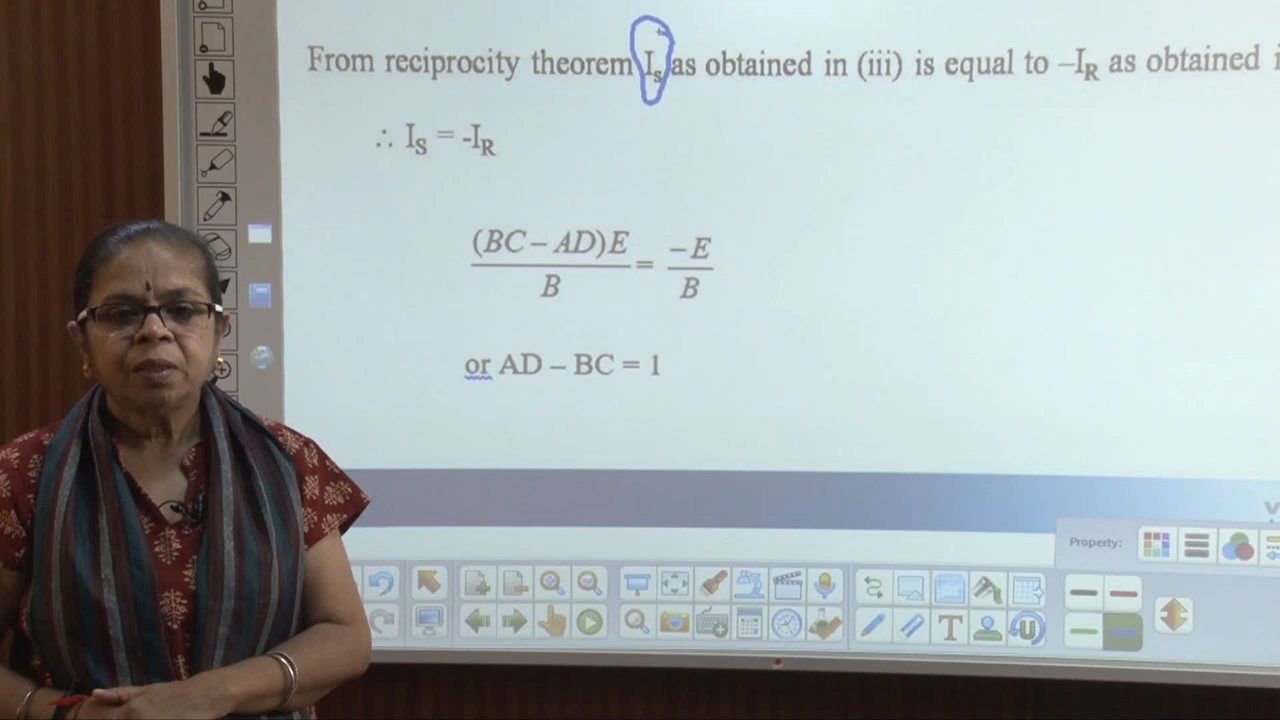 From reciprocity theorem Is as obtained in (iii) is equal to –IR as obtained
∴ IS = -IR
(BC – AD)E / B = –E / B
or AD – BC = 1
Property:
T
U